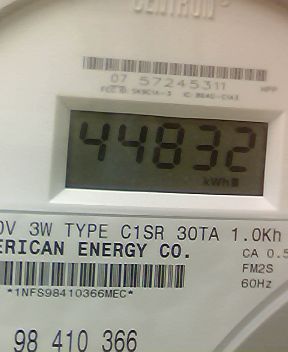 CENTRON
07 57245311
44832
kWh
0V 3W TYPE C1SR 30TA 1.0Kh
ERICAN ENERGY CO.
CA 0.5
FM2S
60Hz
*1NFS98410366MEC*
98 410 366